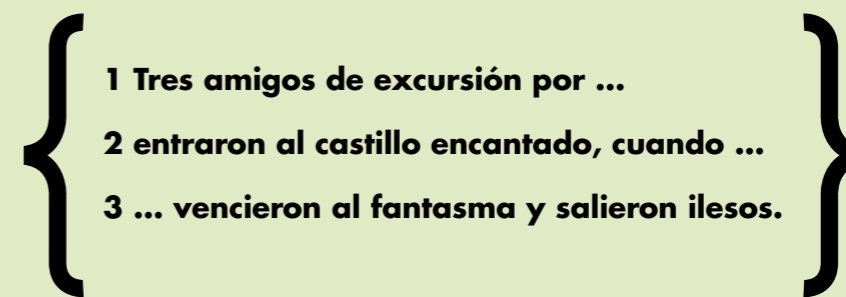 1 Tres amigos de excursión por ...
2 entraron al castillo encantado, cuando ...
3 ... vencieron al fantasma y salieron ilesos.